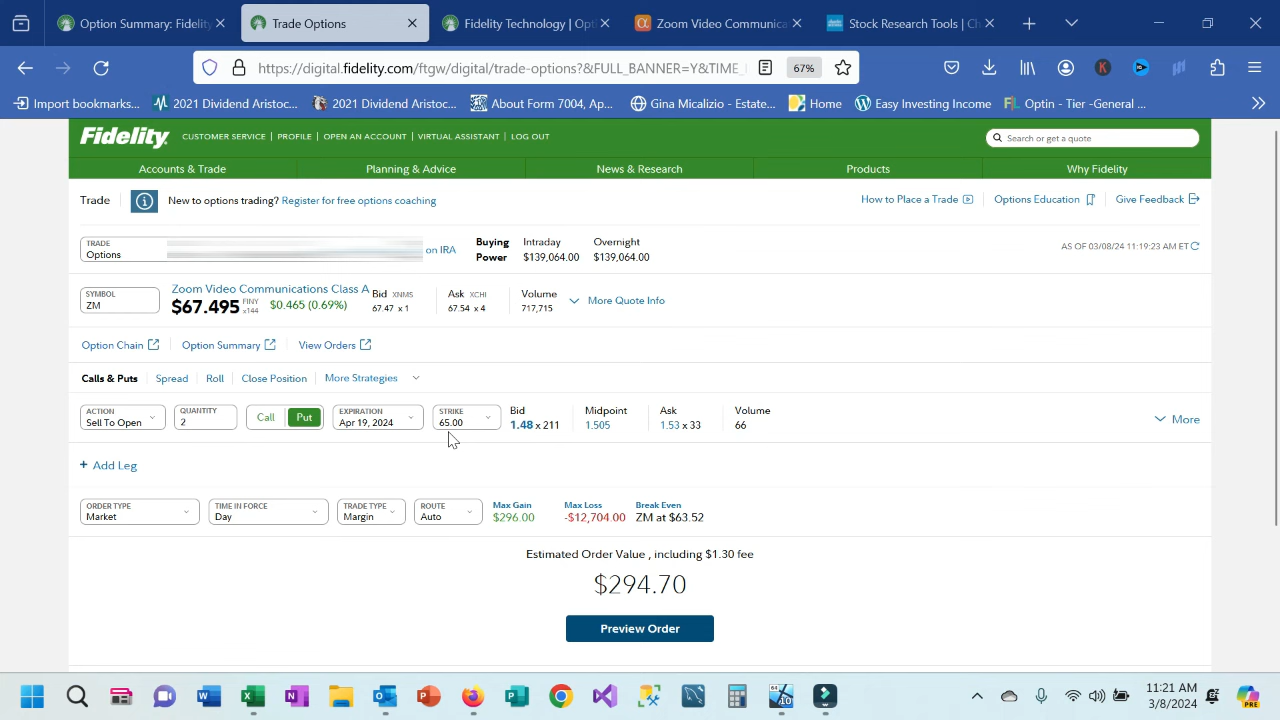 Option Summary: Fidelity
Trade Options
Fidelity Technology | Opti
Zoom Video Communica
Stock Research Tools | Ch
https://digital.fidelity.com/ftgw/digital/trade-options?&FULL_BANNER=Y&TIME_
67%
Import bookmarks...
2021 Dividend Aristoc...
2021 Dividend Aristoc...
About Form 7004, Ap...
Gina Micalizio - Estate...
Home
Easy Investing Income
Optin - Tier -General ...
Fidelity
CUSTOMER SERVICE | PROFILE | OPEN AN ACCOUNT | VIRTUAL ASSISTANT | LOG OUT
Search or get a quote
Accounts & Trade
Planning & Advice
News & Research
Products
Why Fidelity
Trade
New to options trading? Register for free options coaching
How to Place a Trade
Options Education
Give Feedback
TRADE
Options
on IRA
Buying Power
Intraday
$139,064.00
Overnight
$139,064.00
AS OF 03/08/24 11:19:23 AM ET
SYMBOL
ZM
Zoom Video Communications Class A
$67.495
FINY
x144
$0.465 (0.69%)
Bid XNMS
67.47 x 1
Ask XCHI
67.54 x 4
Volume
717,715
More Quote Info
Option Chain
Option Summary
View Orders
Calls & Puts
Spread
Roll
Close Position
More Strategies
ACTION
Sell To Open
QUANTITY
2
Call
Put
EXPIRATION
Apr 19, 2024
STRIKE
65.00
Bid
1.48 x 211
Midpoint
1.505
Ask
1.53 x 33
Volume
66
More
+ Add Leg
ORDER TYPE
Market
TIME IN FORCE
Day
TRADE TYPE
Margin
ROUTE
Auto
Max Gain
$296.00
Max Loss
-$12,704.00
Break Even
ZM at $63.52
Estimated Order Value , including $1.30 fee
$294.70
Preview Order
11:21 AM
3/8/2024